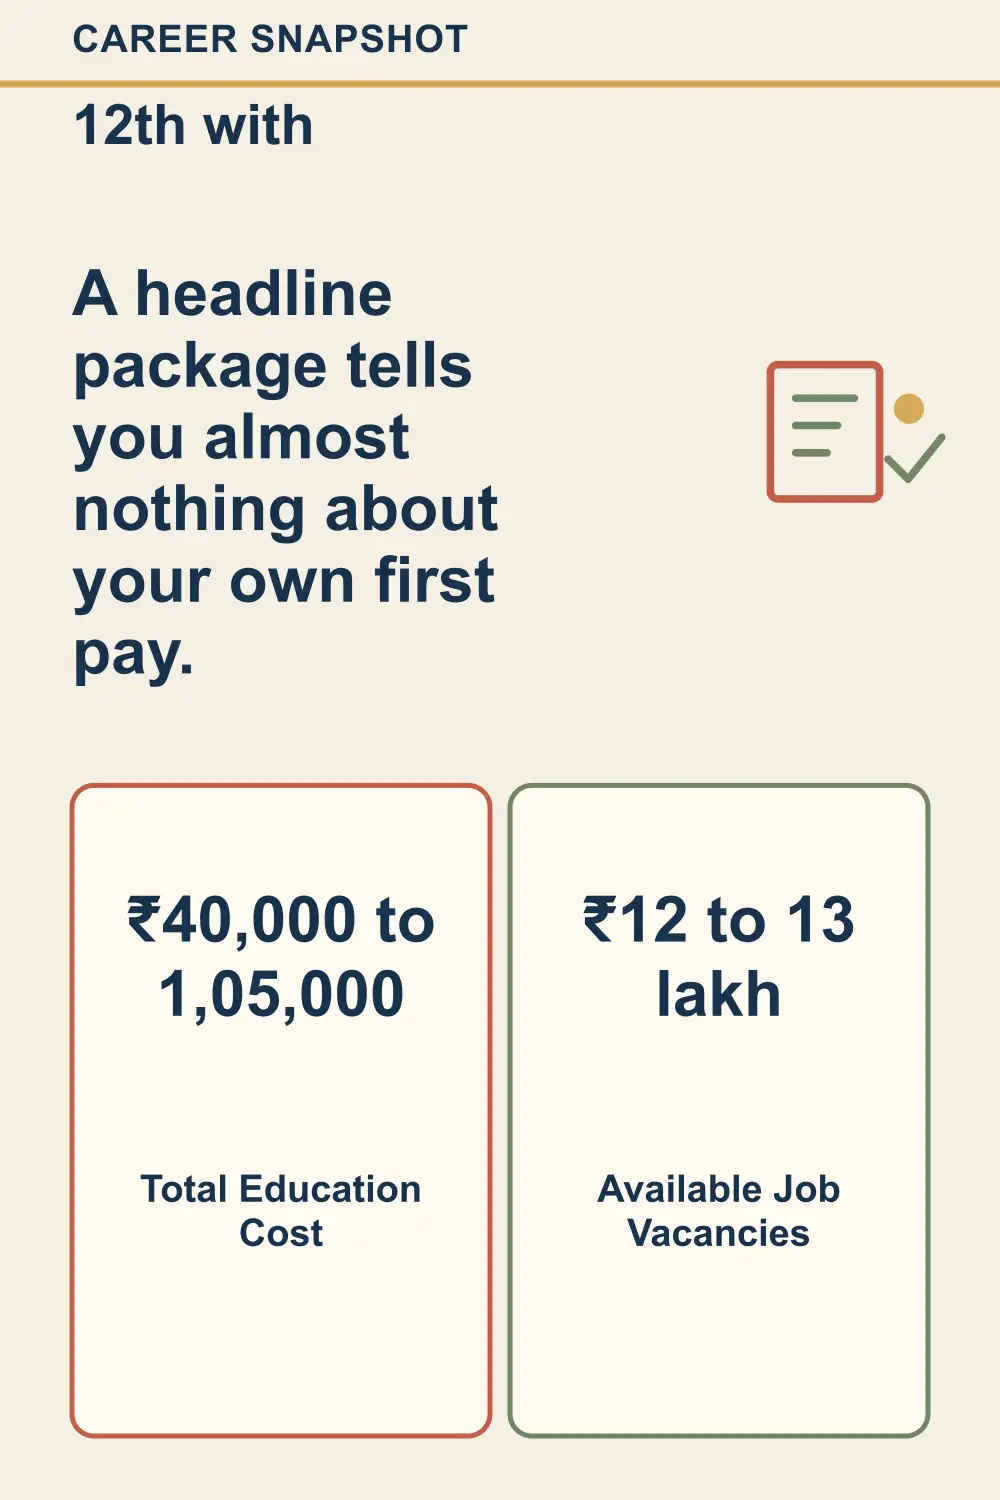 CAREER SNAPSHOT
12th with
A headline
package tells
you almost
nothing about
your own first
pay.
₹40,000 to
1,05,000
Total Education
Cost
₹12 to 13
lakh
Available Job
Vacancies